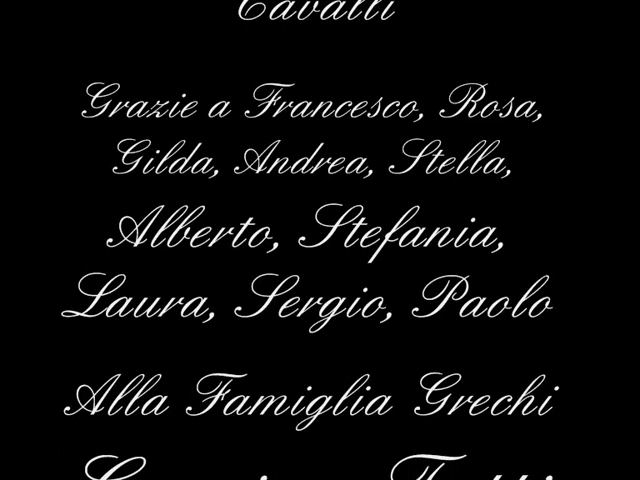 Cavalli
Grazie a Francesco, Rosa,
Gilda, Andrea, Stella,
Alberto, Stefania,
Laura, Sergio, Paolo
Alla Famiglia Grechi